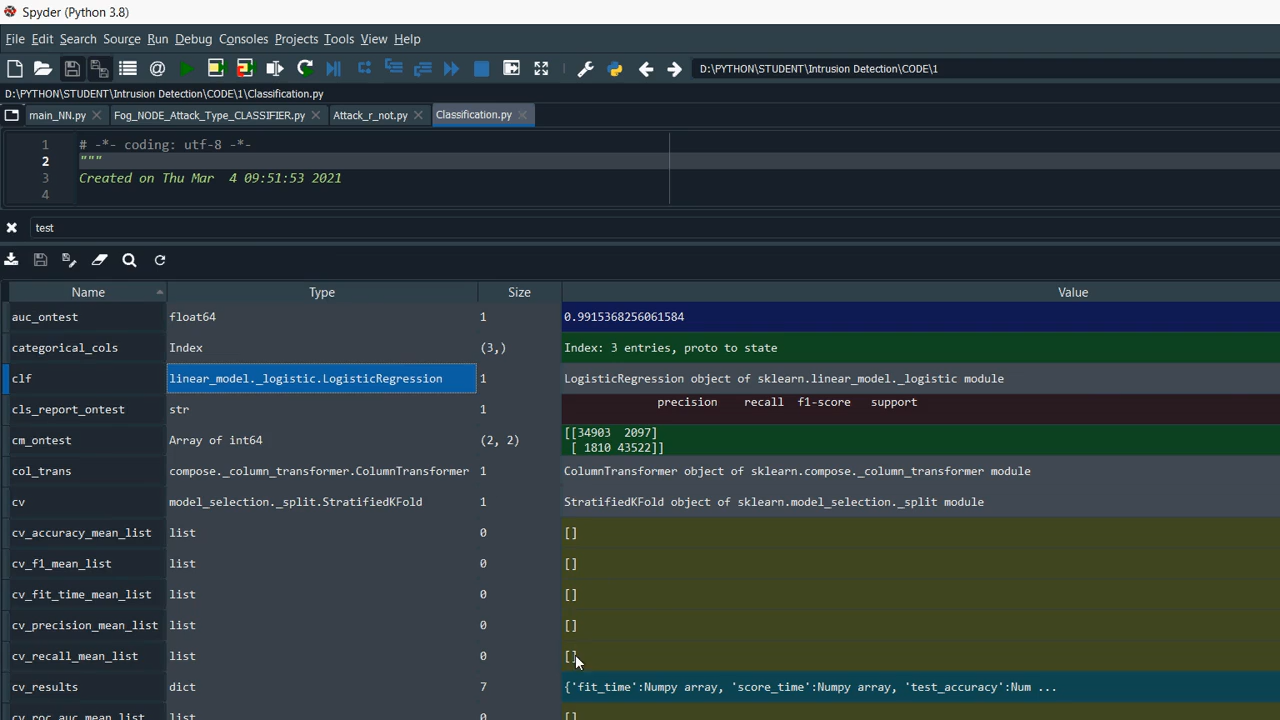 Spyder (Python 3.8)
File Edit Search Source Run Debug Consoles Projects Tools View Help
D:\PYTHON\STUDENT\Intrusion Detection\CODE\1
D:\PYTHON\STUDENT\Intrusion Detection\CODE\1\Classification.py
main_NN.py Fog_NODE_Attack_Type_CLASSIFIER.py Attack_r_not.py Classification.py
1 # -*- coding: utf-8 -*-
2 """
3 Created on Thu Mar  4 09:51:53 2021
4
test
Name Type Size Value
auc_ontest float64 1 0.9915368256061584
categorical_cols Index (3,) Index: 3 entries, proto to state
clf linear_model._logistic.LogisticRegression 1 LogisticRegression object of sklearn.linear_model._logistic module
cls_report_ontest str 1 precision recall f1-score support
cm_ontest Array of int64 (2, 2) [[34903 2097]
[ 1810 43522]]
col_trans compose._column_transformer.ColumnTransformer 1 ColumnTransformer object of sklearn.compose._column_transformer module
cv model_selection._split.StratifiedKFold 1 StratifiedKFold object of sklearn.model_selection._split module
cv_accuracy_mean_list list 0 []
cv_f1_mean_list list 0 []
cv_fit_time_mean_list list 0 []
cv_precision_mean_list list 0 []
cv_recall_mean_list list 0 []
cv_results dict 7 {'fit_time':Numpy array, 'score_time':Numpy array, 'test_accuracy':Num ...
cv_roc_auc_mean_list list 0 []